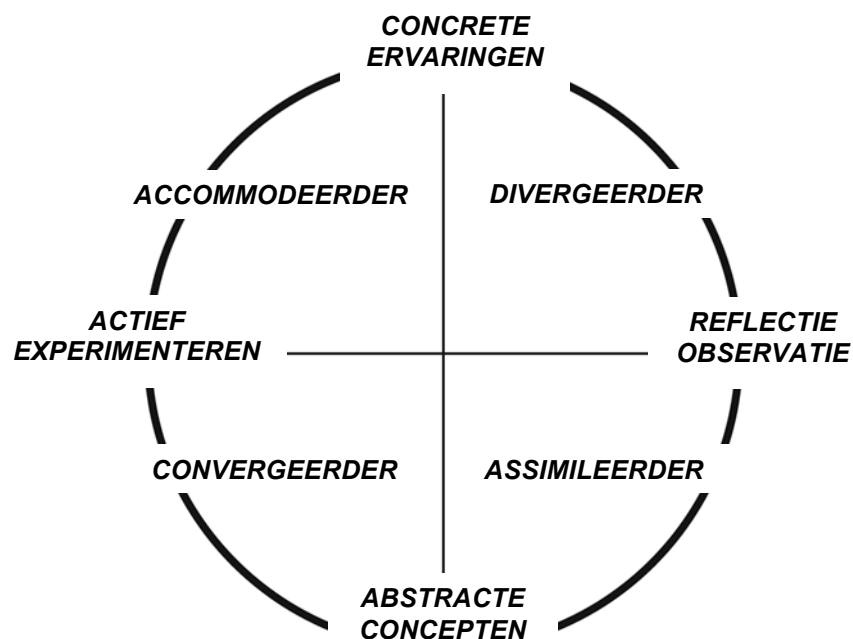 CONCRETE
ERVARINGEN
ACCOMMODEERDER
DIVERGEERDER
ACTIEF
EXPERIMENTEREN
REFLECTIE
OBSERVATIE
CONVERGEERDER
ASSIMILEERDER
ABSTRACTE
CONCEPTEN